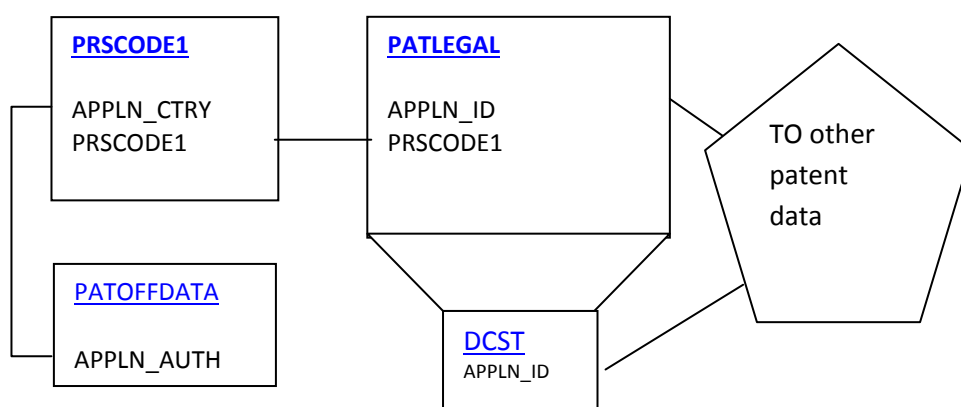 PRSCODE1
APPLN_CTRY
PRSCODE1
PATLEGAL
APPLN_ID
PRSCODE1
TO other
patent
data
PATOFFDATA
APPLN_AUTH
DCST
APPLN_ID